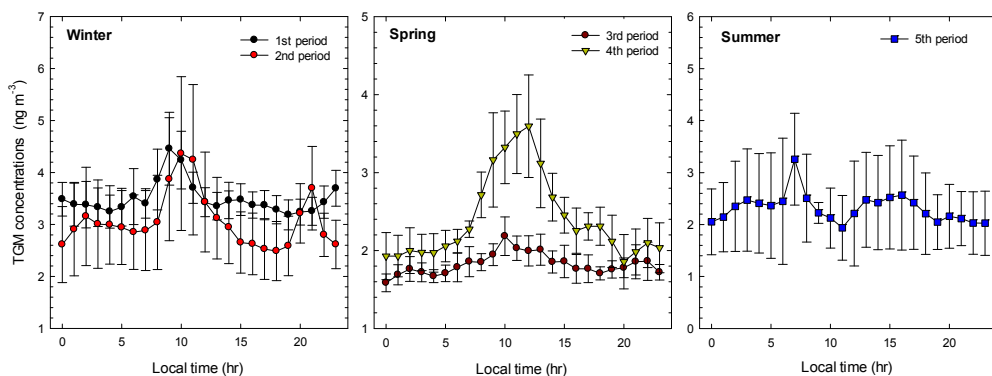 Winter
1st period
2nd period
Spring
3rd period
4th period
Summer
5th period
TGM concentrations (ng m⁻³)
7
6
5
4
3
2
1
5
4
3
2
1
6
5
4
3
2
1
0
0 5 10 15 20
0 5 10 15 20
0 5 10 15 20
Local time (hr)
Local time (hr)
Local time (hr)